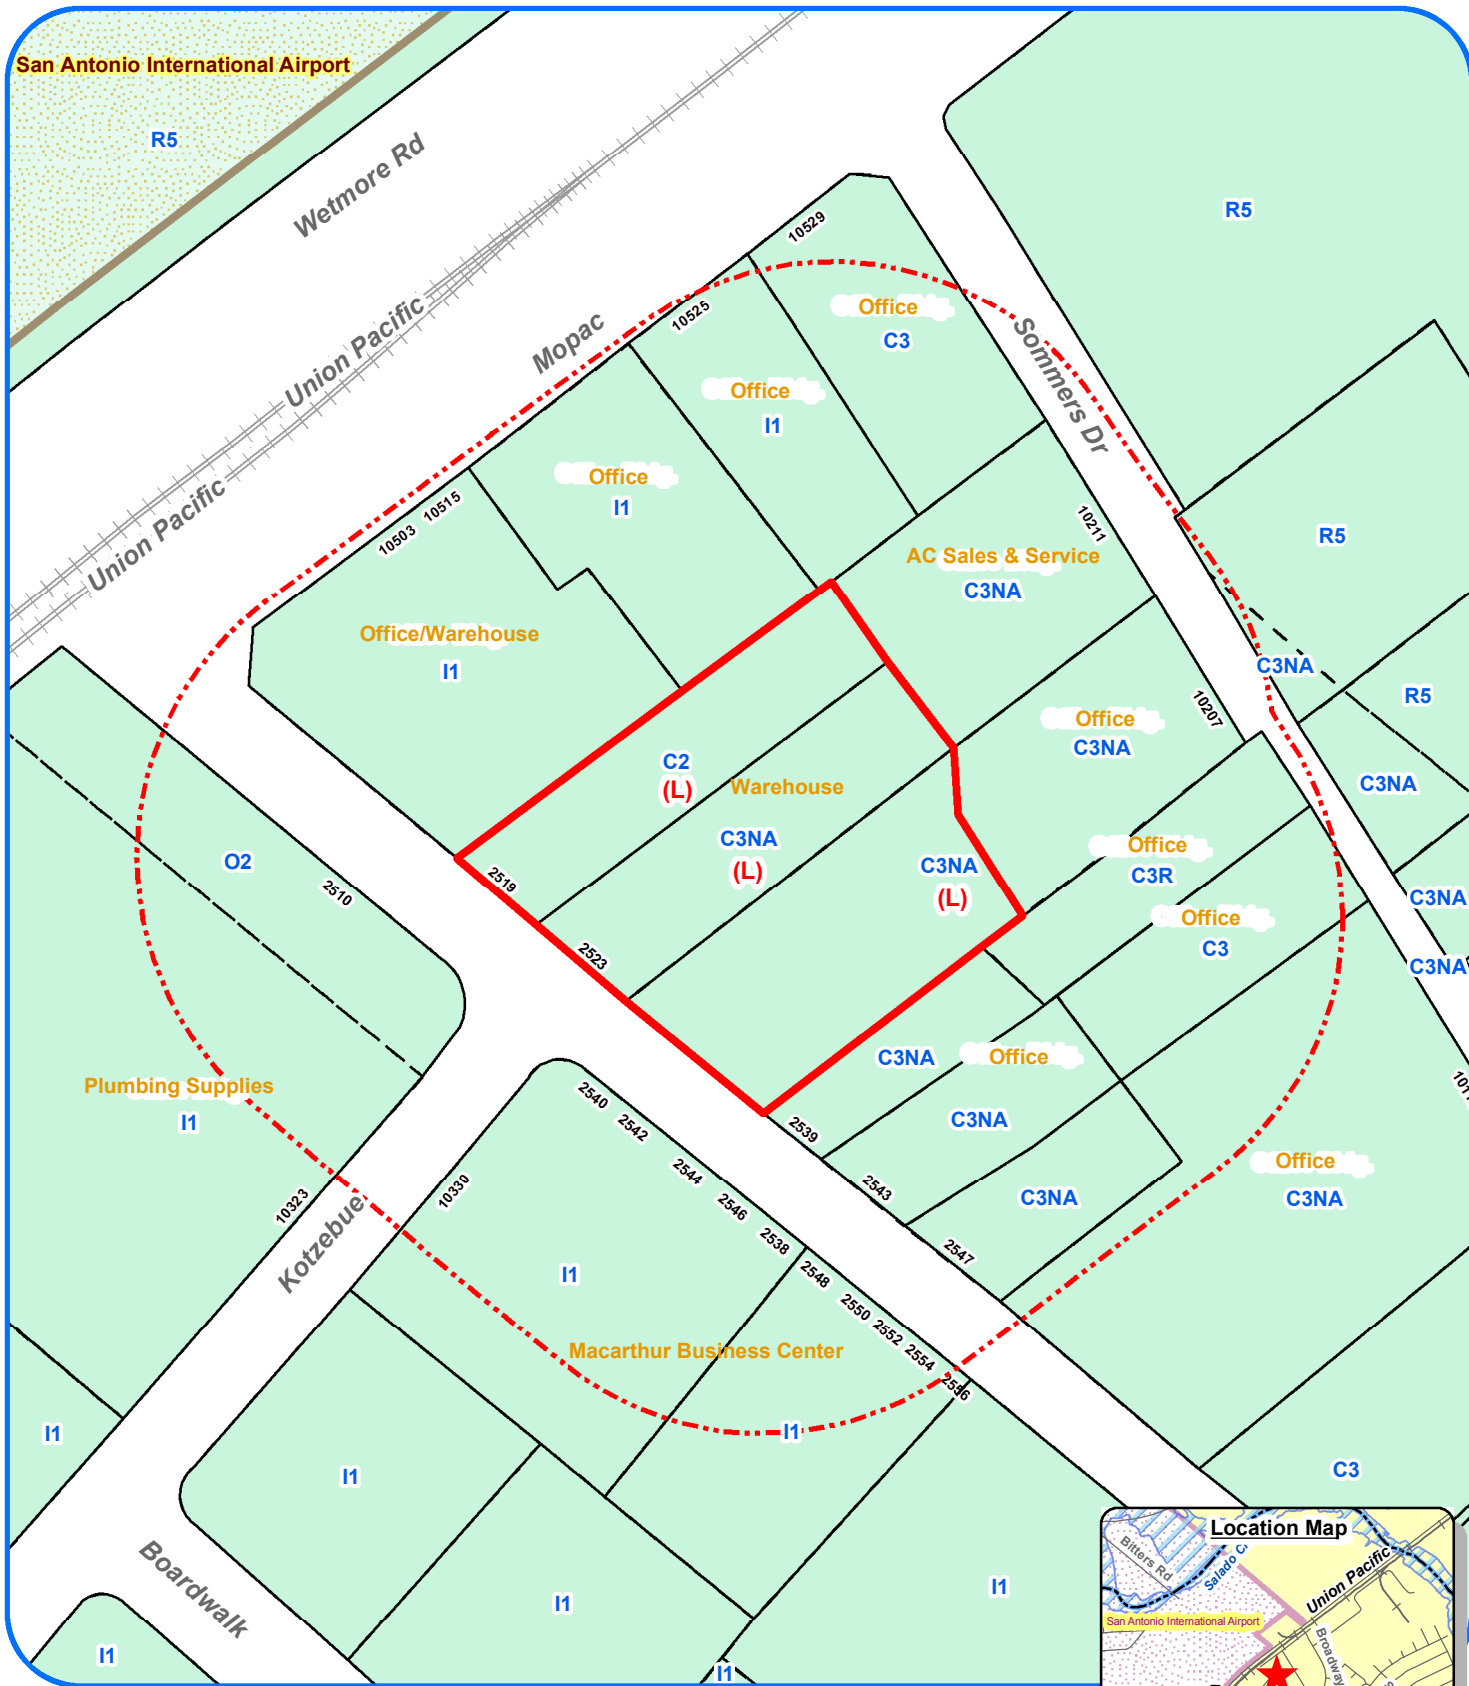 San Antonio International Airport
R5
Wetmore Rd
Union Pacific
Union Pacific
Mopac
10529
10525
10515
10503
Office
C3
Office
I1
Office
I1
Office/Warehouse
I1
Sommers Dr
R5
R5
10211
AC Sales & Service
C3NA
C3NA
R5
10207
Office
C3NA
C3NA
C2
(L)
Warehouse
C3NA
(L)
C3NA
(L)
Office
C3R
Office
C3
C3NA
C3NA
O2
2510
2519
2523
Plumbing Supplies
I1
C3NA
Office
C3NA
C3NA
Office
C3NA
2540
2542
2544
2546
2538
2548
2550
2552
2554
2556
2539
2543
2547
10323
10330
Kotzebue
I1
Macarthur Business Center
I1
I1
I1
C3
I1
I1
I1
I1
Boardwalk
Location Map
Bitters Rd
Union Pacific
San Antonio International Airport
Broadway